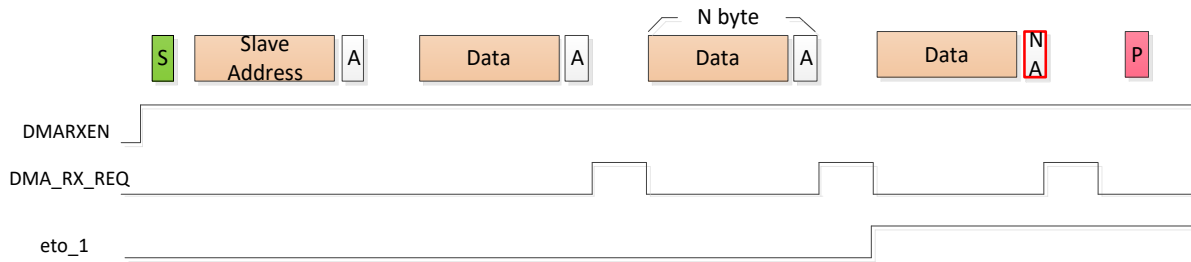 N byte
S
Slave
Address
A
Data
A
Data
A
Data
N
A
P
DMARXEN
DMA_RX_REQ
eto_1